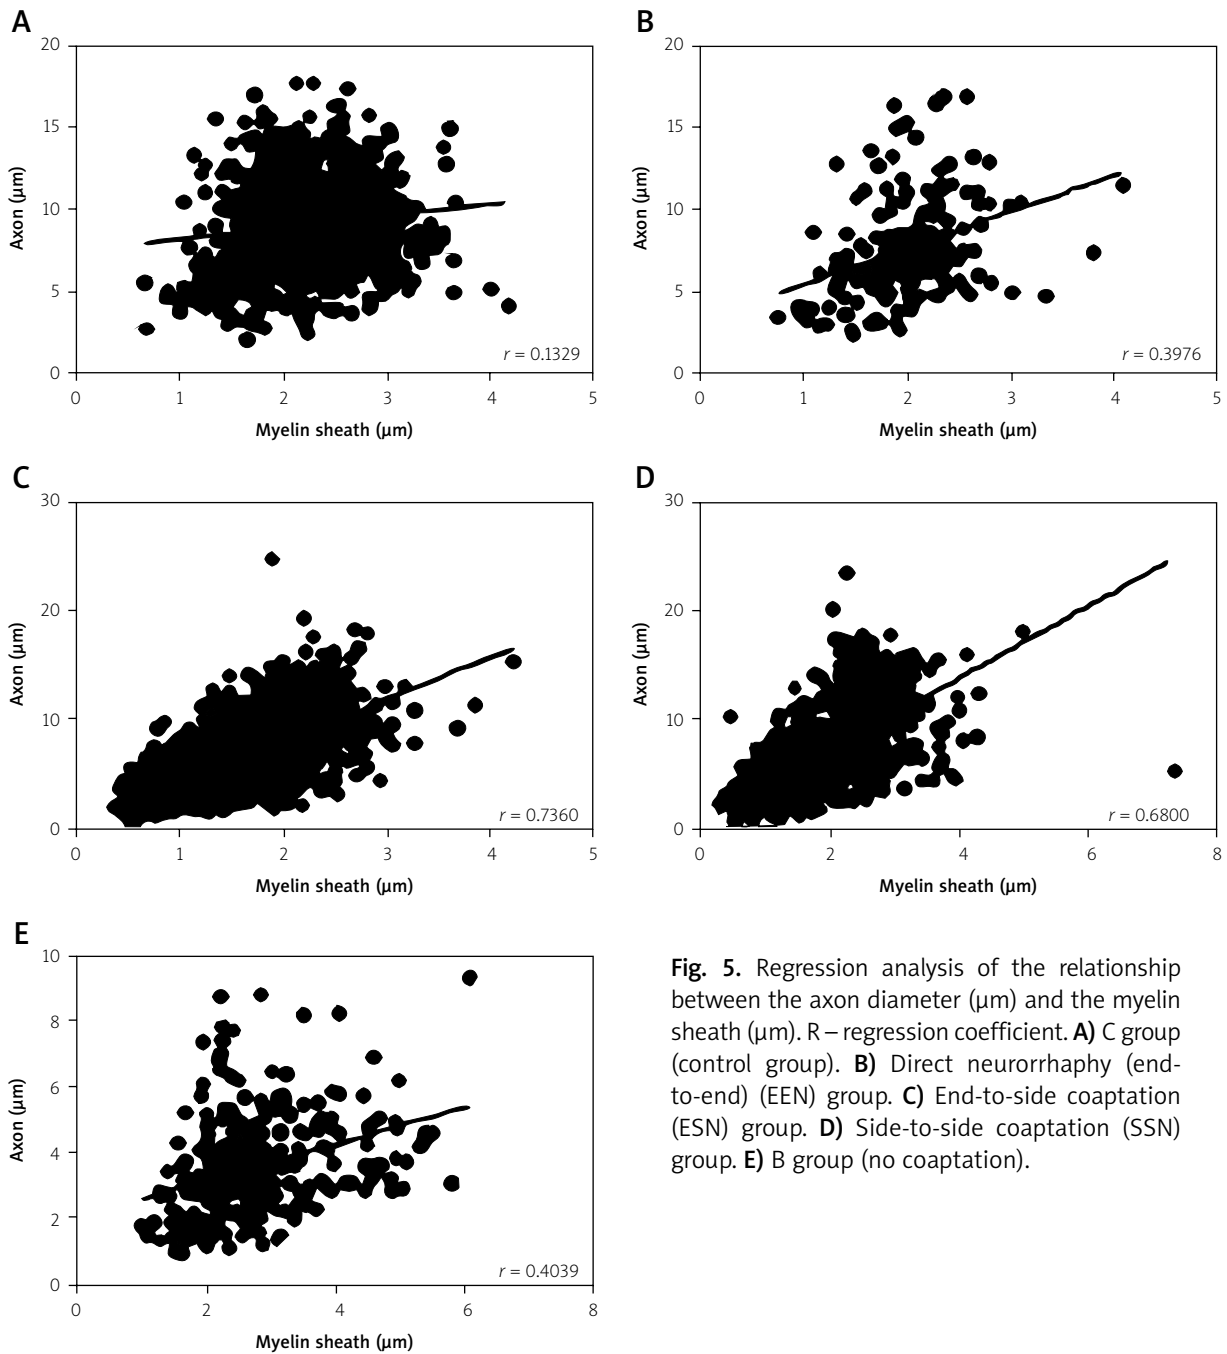 A
B
20
15
10
5
0
Axon (µm)
r = 0.1329
0 1 2 3 4 5
Myelin sheath (µm)
20
15
10
5
0
Axon (µm)
r = 0.3976
0 1 2 3 4 5
Myelin sheath (µm)
C
D
30
20
10
0
Axon (µm)
r = 0.7360
0 1 2 3 4 5
Myelin sheath (µm)
30
20
10
0
Axon (µm)
r = 0.6800
0 2 4 6 8
Myelin sheath (µm)
E
10
8
6
4
2
0
Axon (µm)
r = 0.4039
0 2 4 6 8
Myelin sheath (µm)
Fig. 5. Regression analysis of the relationship
between the axon diameter (µm) and the myelin
sheath (µm). R – regression coefficient. A) C group
(control group). B) Direct neurorrhaphy (end-
to-end) (EEN) group. C) End-to-side coaptation
(ESN) group. D) Side-to-side coaptation (SSN)
group. E) B group (no coaptation).